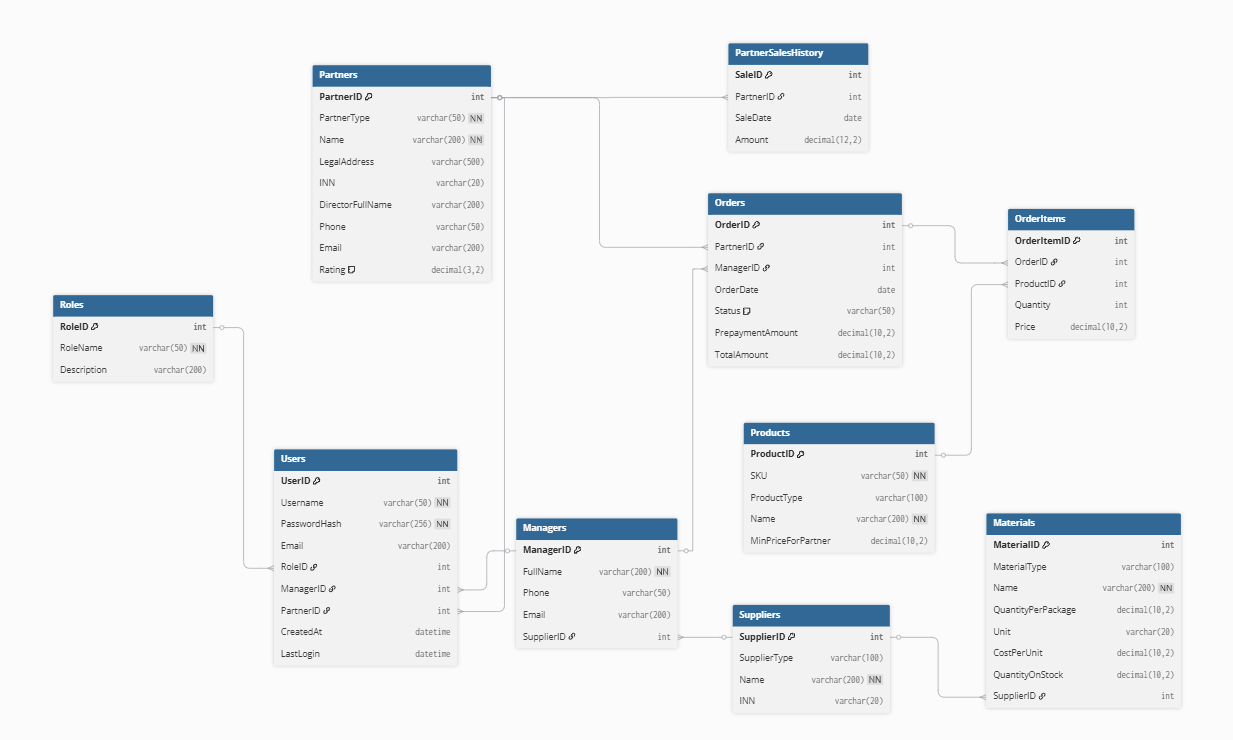 Partners
PartnerID int
PartnerType varchar(50) NN
Name varchar(200) NN
LegalAddress varchar(500)
INN varchar(20)
DirectorFullName varchar(200)
Phone varchar(50)
Email varchar(200)
Rating decimal(3,2)
PartnerSalesHistory
SaleID int
PartnerID int
SaleDate date
Amount decimal(12,2)
Orders
OrderID int
PartnerID int
ManagerID int
OrderDate date
Status varchar(50)
PrepaymentAmount decimal(10,2)
TotalAmount decimal(10,2)
OrderItems
OrderItemID int
OrderID int
ProductID int
Quantity int
Price decimal(10,2)
Roles
RoleID int
RoleName varchar(50) NN
Description varchar(200)
Users
UserID int
Username varchar(50) NN
PasswordHash varchar(256) NN
Email varchar(200)
RoleID int
ManagerID int
PartnerID int
CreatedAt datetime
LastLogin datetime
Managers
ManagerID int
FullName varchar(200) NN
Phone varchar(50)
Email varchar(200)
SupplierID int
Products
ProductID int
SKU varchar(50) NN
ProductType varchar(100)
Name varchar(200) NN
MinPriceForPartner decimal(10,2)
Suppliers
SupplierID int
SupplierType varchar(100)
Name varchar(200) NN
INN varchar(20)
Materials
MaterialID int
MaterialType varchar(100)
Name varchar(200) NN
QuantityPerPackage decimal(10,2)
Unit varchar(20)
CostPerUnit decimal(10,2)
QuantityOnStock decimal(10,2)
SupplierID int